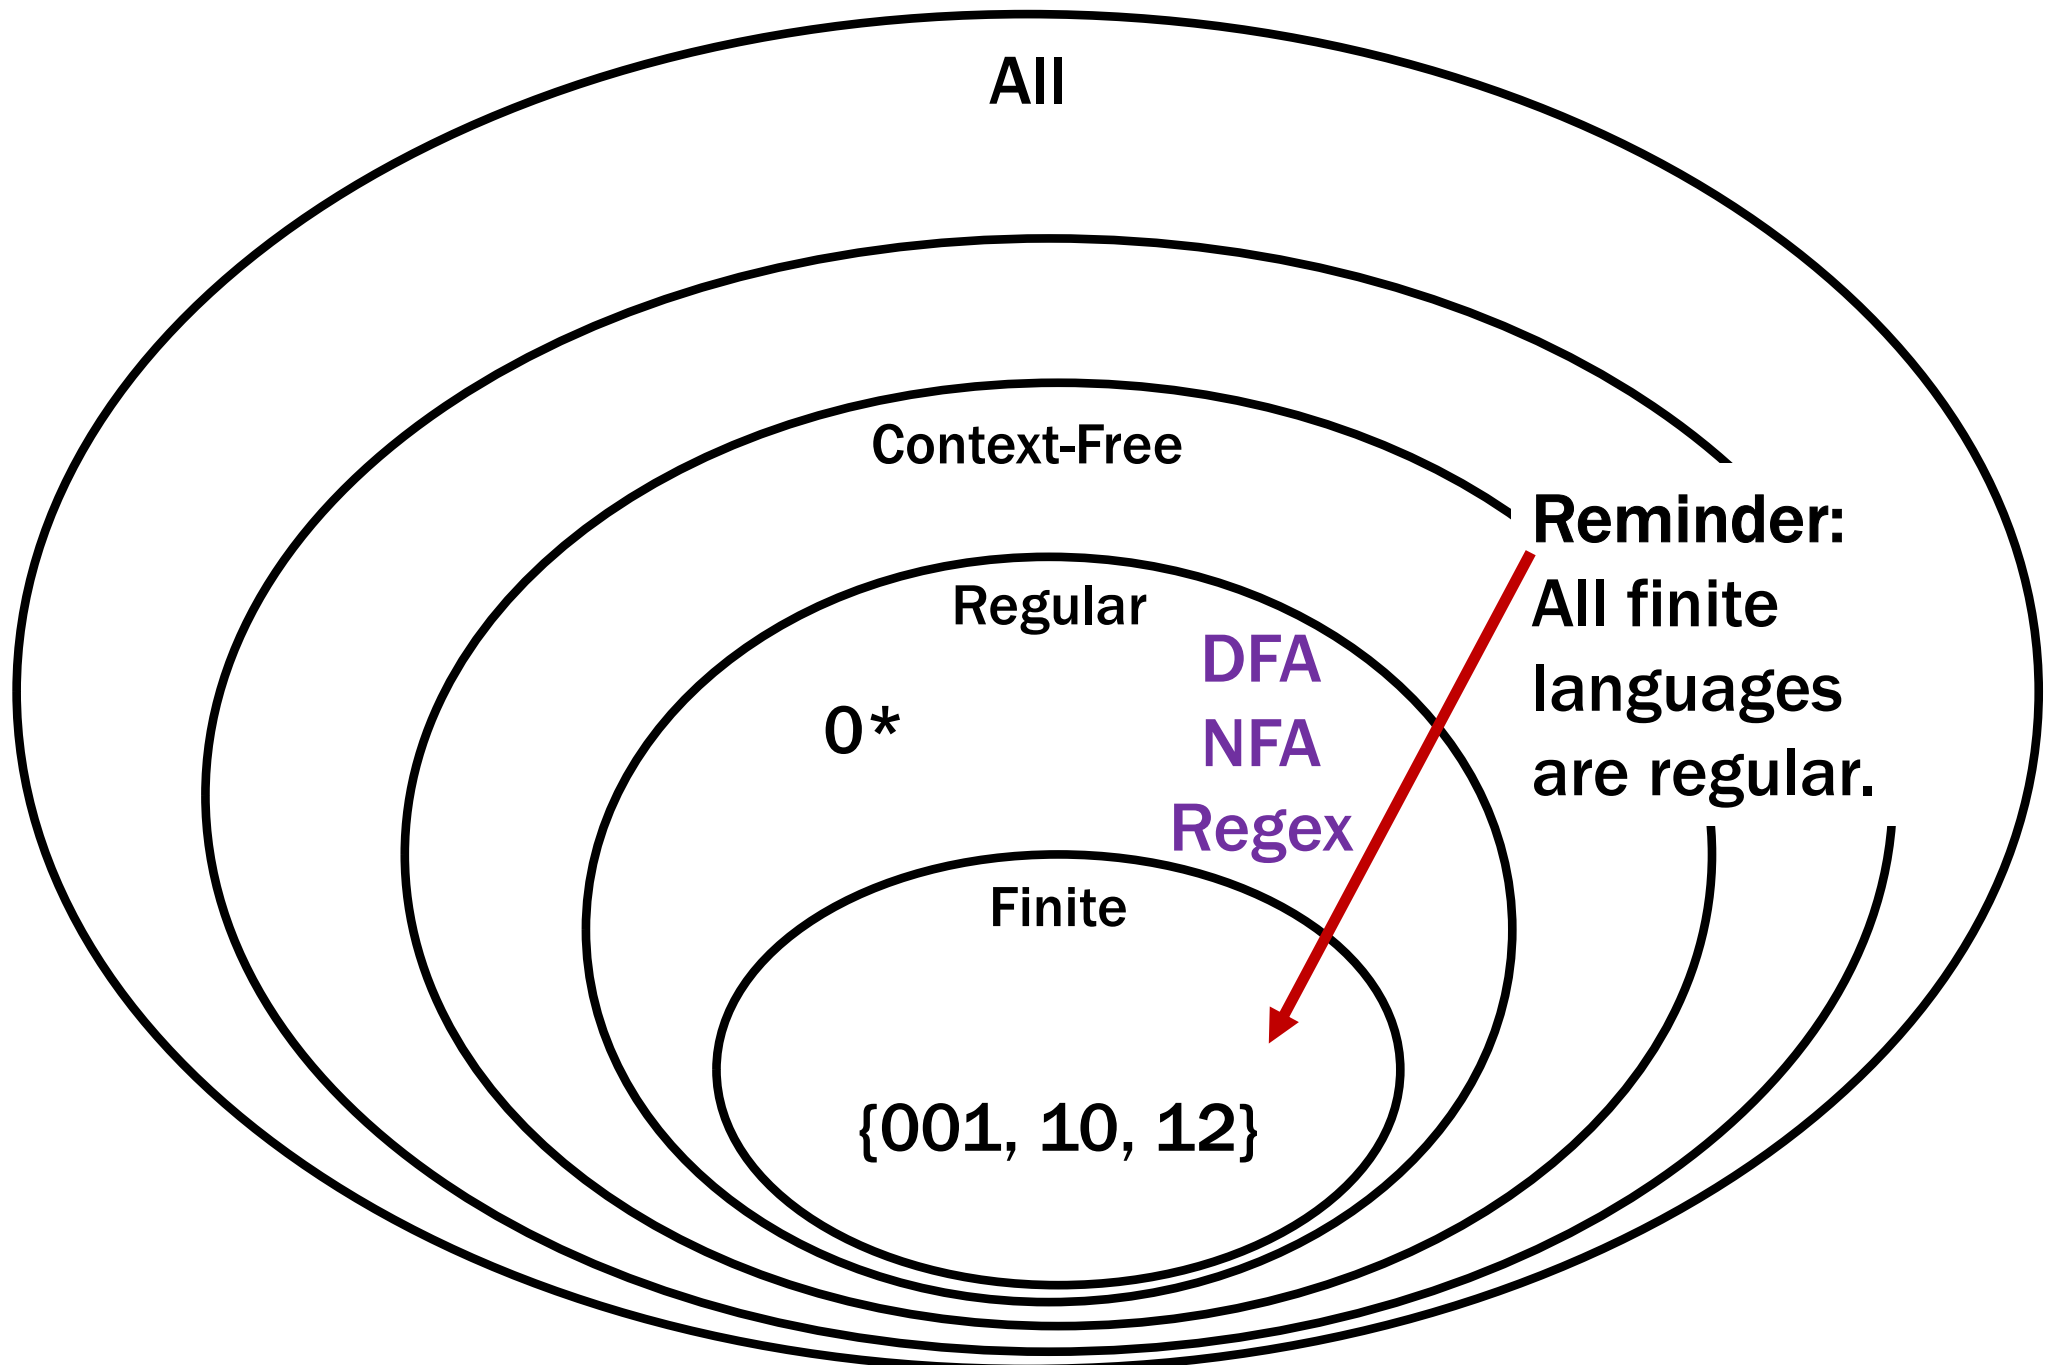 All
Context-Free
Reminder:
All finite
languages
are regular.
Regular
DFA
NFA
Regex
0*
Finite
{001, 10, 12}